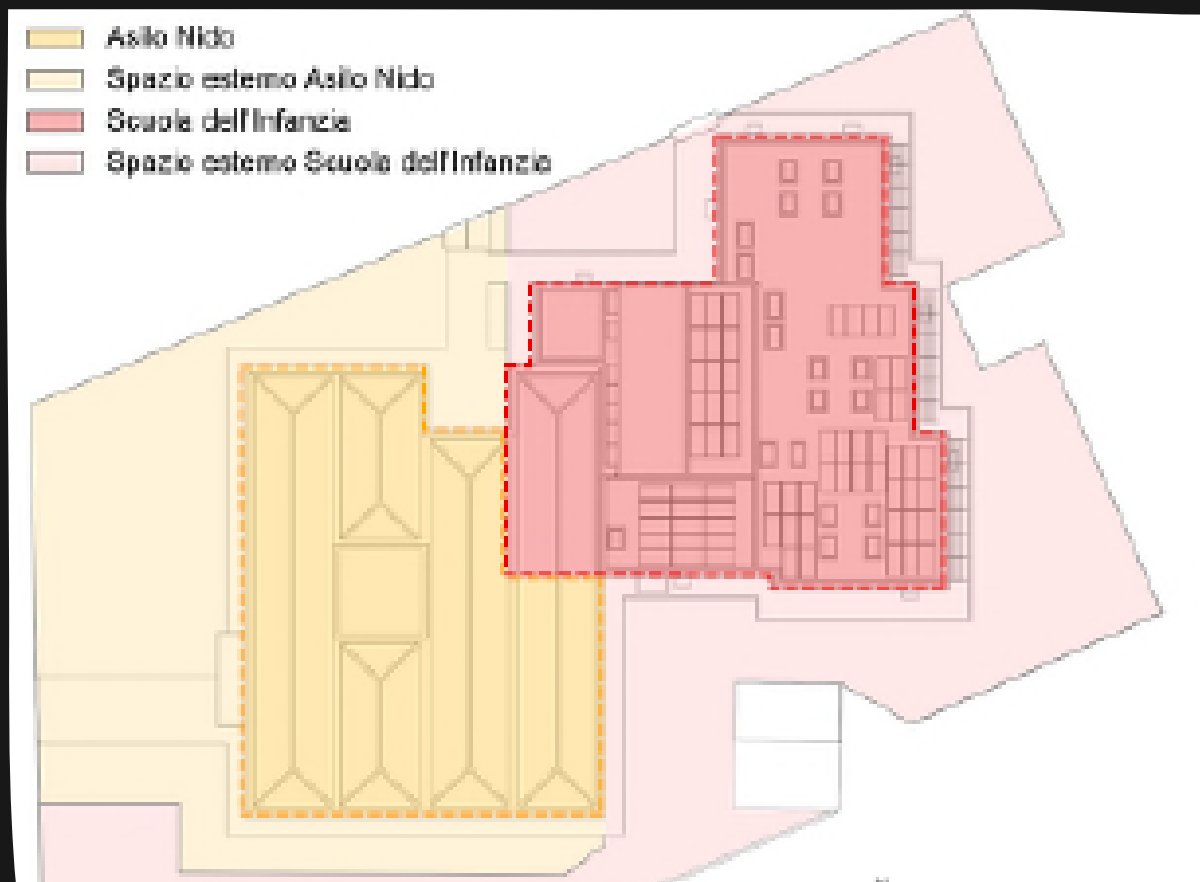 Asilo Nido
Spazio esterno Asilo Nido
Scuola dell'Infanzia
Spazio esterno Scuola dell'Infanzia